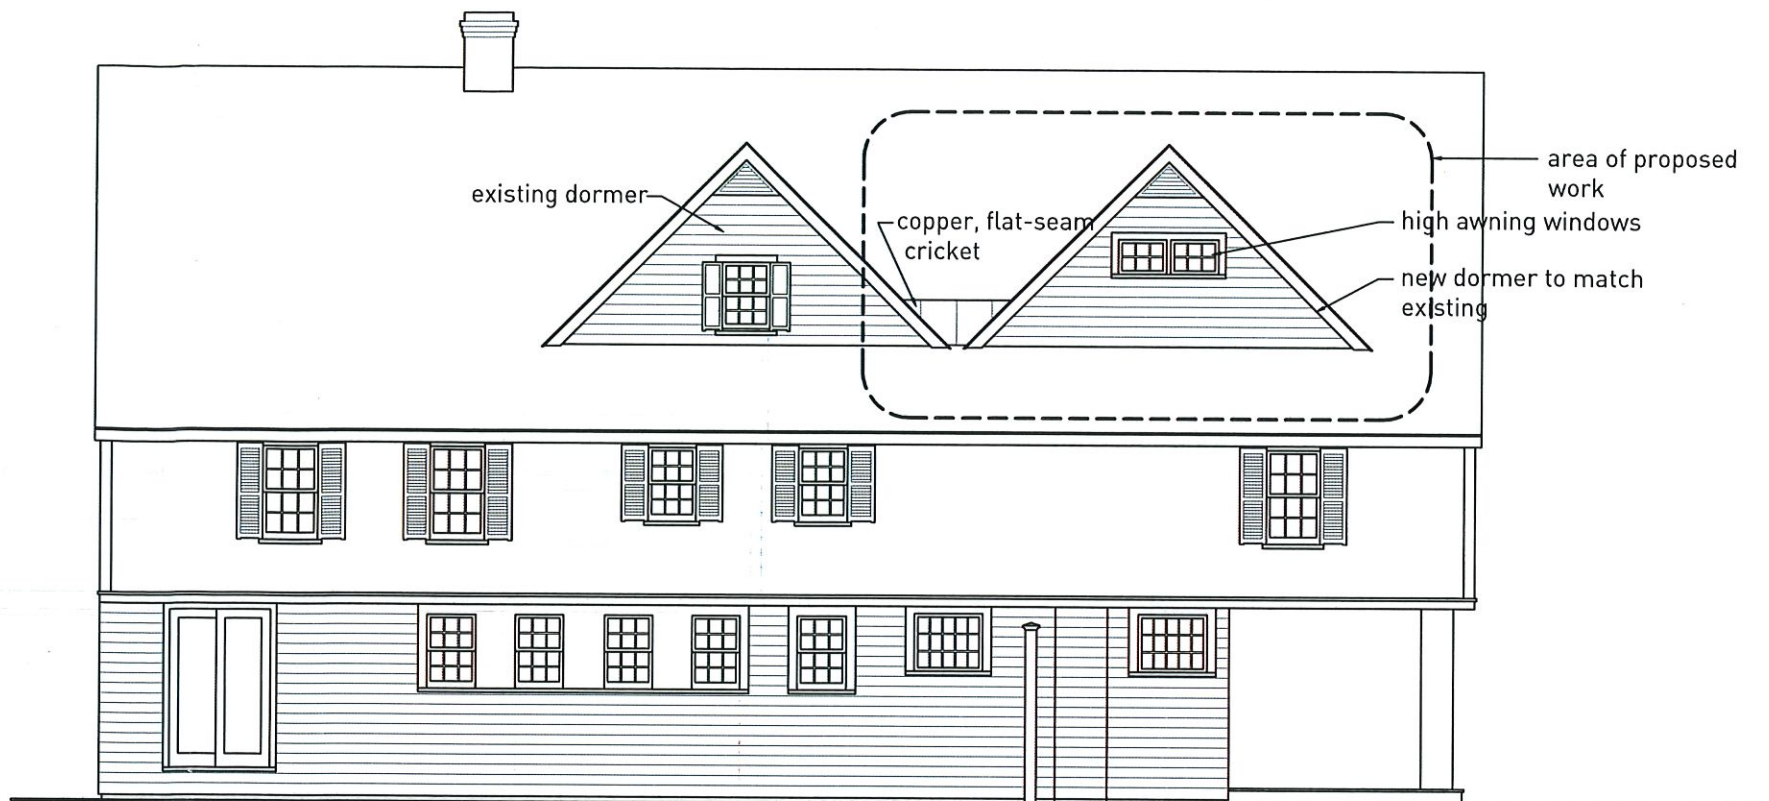 area of proposed
work
existing dormer
copper, flat-seam
cricket
high awning windows
new dormer to match
existing